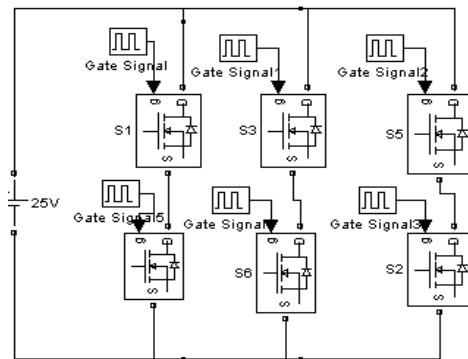 Gate Signal
Gate Signal1
Gate Signal2
g
D
g
D
g
D
S1
S3
S5
S
S
S
25V
Gate Signal5
Gate Signal
Gate Signal3
g
D
g
D
g
D
S6
S2
S
S
S